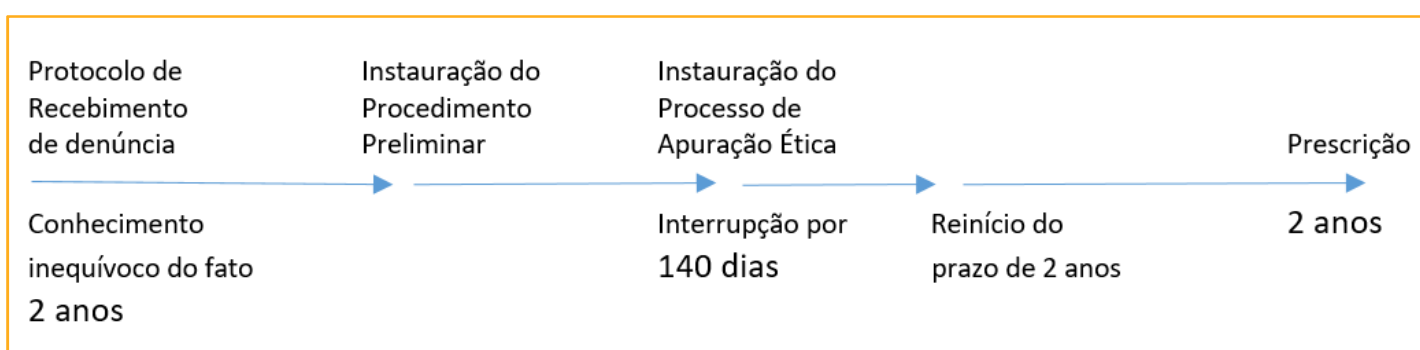 Protocolo de
Recebimento
de denúncia
Instauração do
Procedimento
Preliminar
Instauração do
Processo de
Apuração Ética
Prescrição
Conhecimento
inequívoco do fato
2 anos
Interrupção por
140 dias
Reinício do
prazo de 2 anos
2 anos